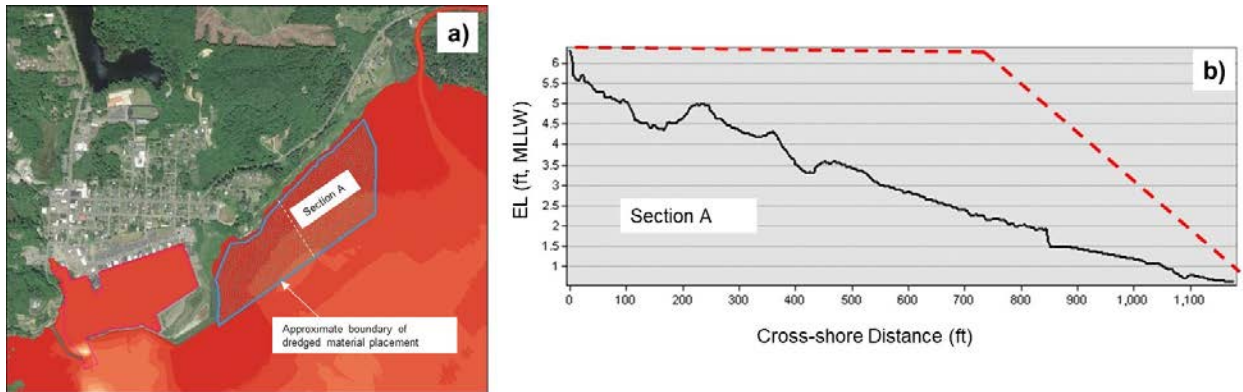 a)
Section A
Approximate boundary of
dredged material placement
b)
EL (ft, MLLW)
6
5.5
5
4.5
4
3.5
3
2.5
2
1.5
1
Section A
0 100 200 300 400 500 600 700 800 900 1,000 1,100
Cross-shore Distance (ft)